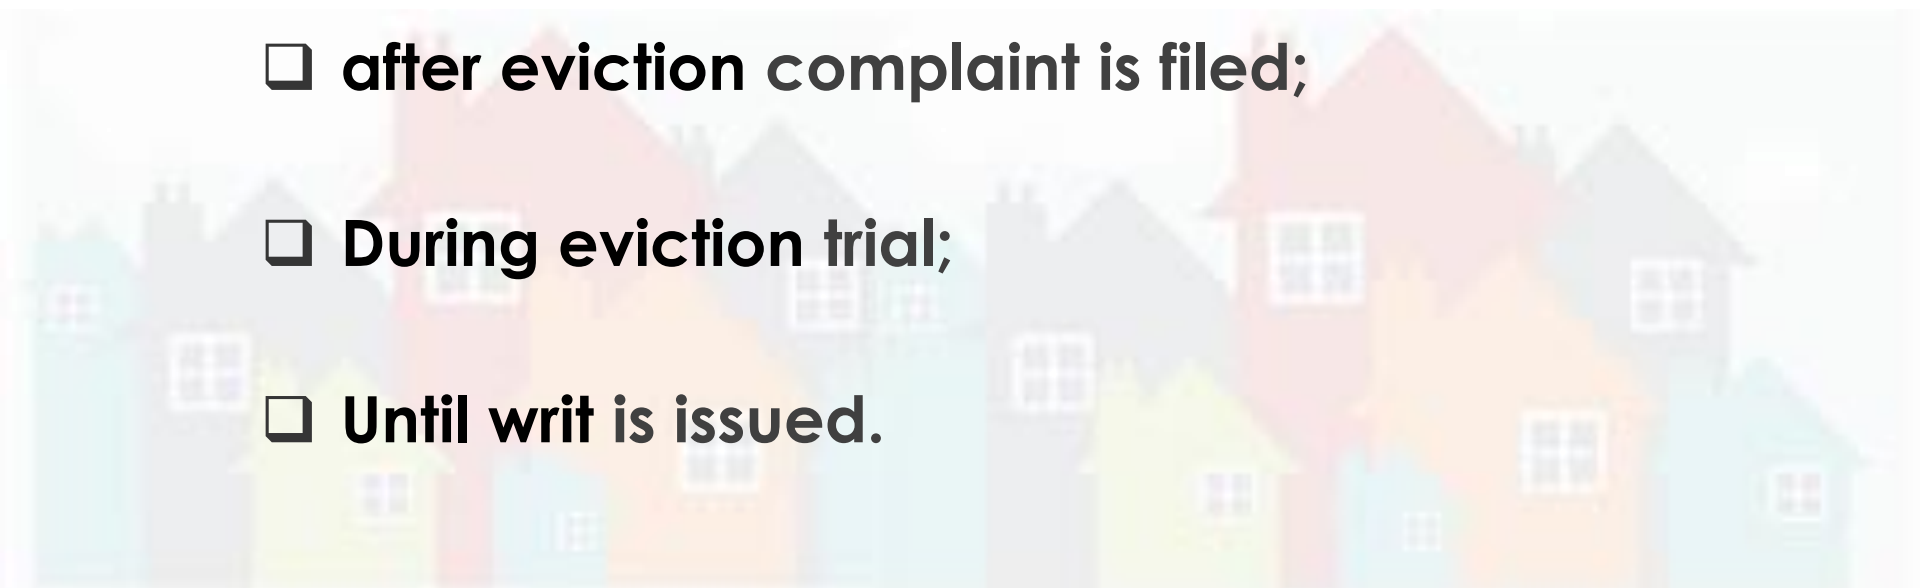 ❑ after eviction complaint is filed;
❑ During eviction trial;
❑ Until writ is issued.